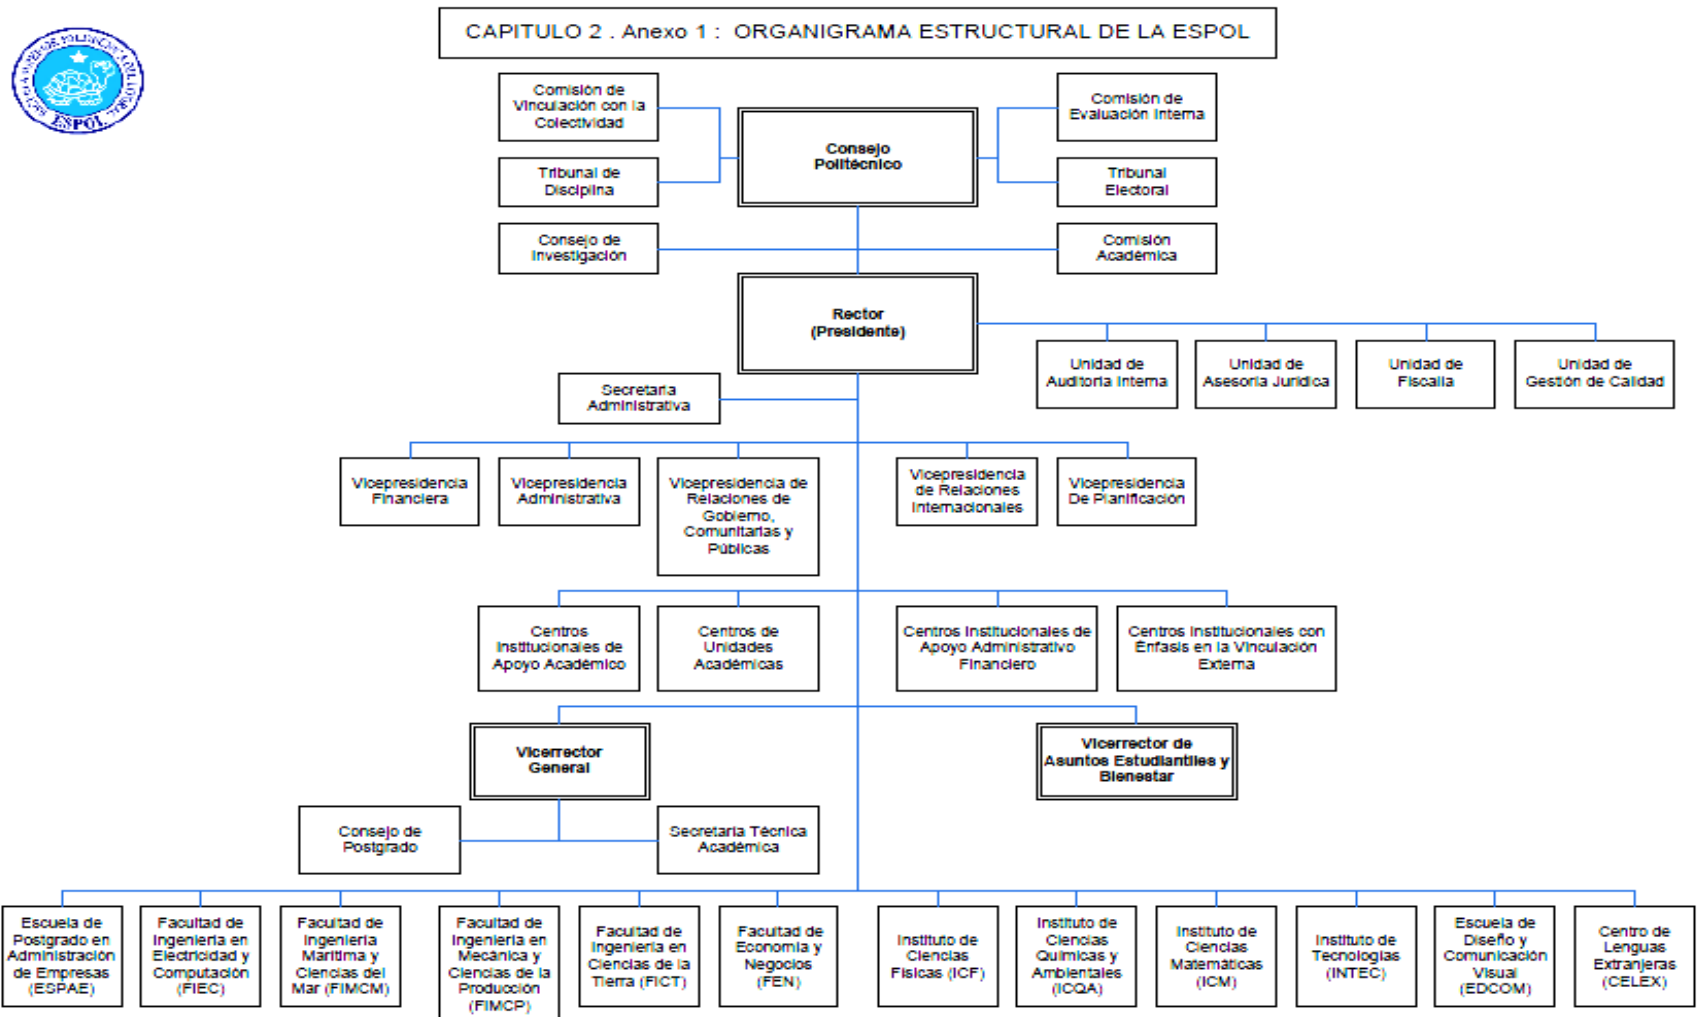 CAPITULO 2 . Anexo 1 : ORGANIGRAMA ESTRUCTURAL DE LA ESPOL
ESPOL
Comisión de
Vinculación con la
Colectividad
Comisión de
Evaluación Interna
Consejo
Politécnico
Tribunal de
Disciplina
Tribunal
Electoral
Consejo de
Investigación
Comisión
Académica
Rector
(Presidente)
Unidad de
Auditoria Interna
Unidad de
Asesoria Jurídica
Unidad de
Fiscalia
Unidad de
Gestión de Calidad
Secretaria
Administrativa
Vicepresidencia
Financiera
Vicepresidencia
Administrativa
Vicepresidencia de
Relaciones de
Gobierno,
Comunitarias y
Públicas
Vicepresidencia
de Relaciones
Internacionales
Vicepresidencia
De Planificación
Centros
Institucionales de
Apoyo Académico
Centros de
Unidades
Académicas
Centros Institucionales de
Apoyo Administrativo
Financiero
Centros Institucionales con
Énfasis en la Vinculación
Externa
Vicerrector
General
Vicerrector de
Asuntos Estudiantiles y
Bienestar
Consejo de
Postgrado
Secretaria Técnica
Académica
Escuela de
Postgrado en
Administración
de Empresas
(ESPAE)
Facultad de
Ingeniería en
Electricidad y
Computación
(FIEC)
Facultad de
Ingeniería
Marítima y
Ciencias del
Mar (FIMCM)
Facultad de
Ingeniería en
Mecánica y
Ciencias de la
Producción
(FIMCP)
Facultad de
Ingeniería en
Ciencias de la
Tierra (FICT)
Facultad de
Economía y
Negocios
(FEN)
Instituto de
Ciencias
Físicas (ICF)
Instituto de
Ciencias
Químicas y
Ambientales
(ICQA)
Instituto de
Ciencias
Matemáticas
(ICM)
Instituto de
Tecnologías
(INTEC)
Escuela de
Diseño y
Comunicación
Visual
(EDCOM)
Centro de
Lenguas
Extranjeras
(CELEX)